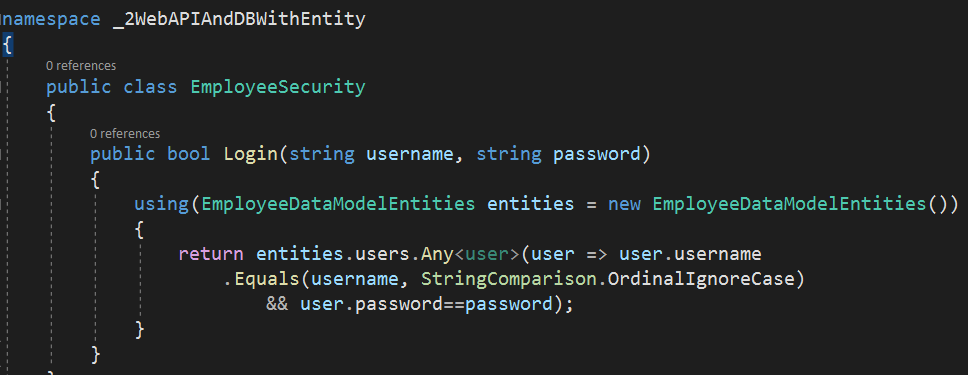 namespace _2WebAPIAndDBWithEntity
{
0 references
public class EmployeeSecurity
{
0 references
public bool Login(string username, string password)
{
using(EmployeeDataModelEntities entities = new EmployeeDataModelEntities())
{
return entities.users.Any<user>(user => user.username
.Equals(username, StringComparison.OrdinalIgnoreCase)
&& user.password==password);
}
}